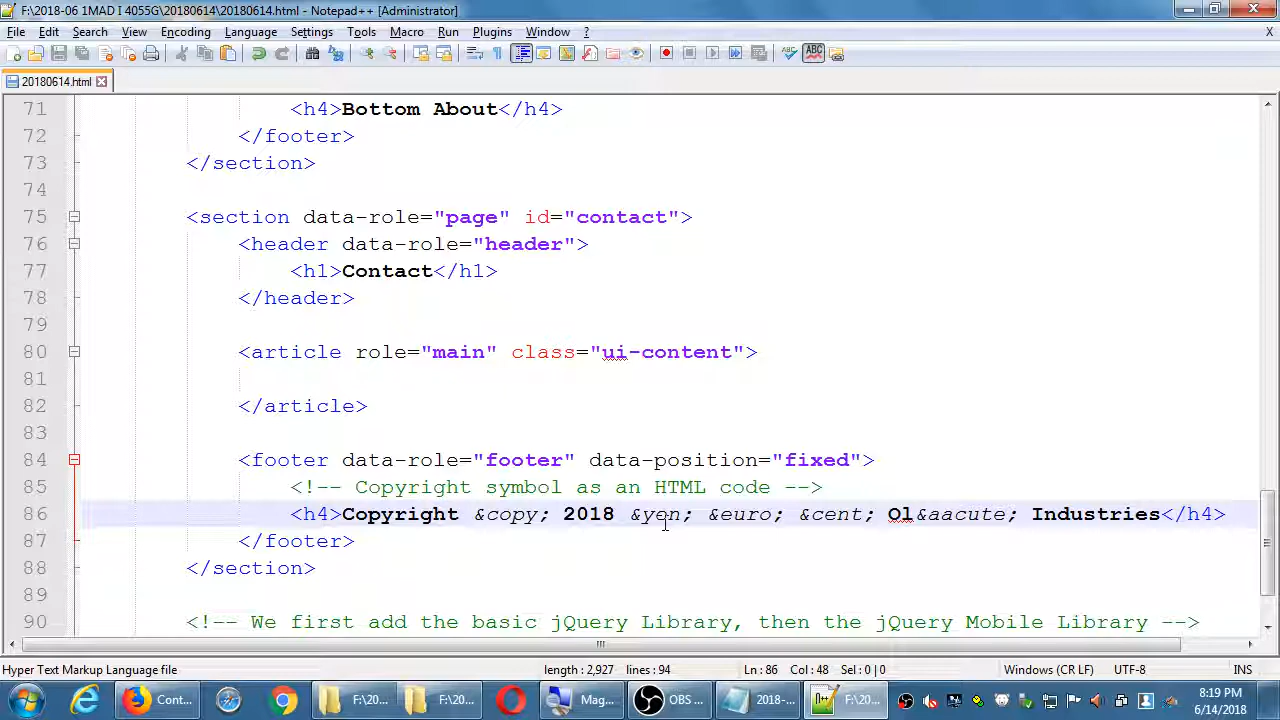 F:\2018-06 1MAD I 4055G\20180614\20180614.html - Notepad++ [Administrator]
File Edit Search View Encoding Language Settings Tools Macro Run Plugins Window ? X
20180614.html
71 <h4>Bottom About</h4>
72 </footer>
73 </section>
74
75 <section data-role="page" id="contact">
76 <header data-role="header">
77 <h1>Contact</h1>
78 </header>
79
80 <article role="main" class="ui-content">
81
82 </article>
83
84 <footer data-role="footer" data-position="fixed">
85 <!-- Copyright symbol as an HTML code -->
86 <h4>Copyright &copy; 2018 &yen; &euro; &cent; Ol&aacute; Industries</h4>
87 </footer>
88 </section>
89
90 <!-- We first add the basic jQuery Library, then the jQuery Mobile Library -->
Hyper Text Markup Language file length : 2,927 lines : 94 Ln : 86 Col : 48 Sel : 0 | 0 Windows (CR LF) UTF-8 INS
Cont... F:\20... F:\20... Mag... OBS ... 2018-... F:\20... 8:19 PM
6/14/2018